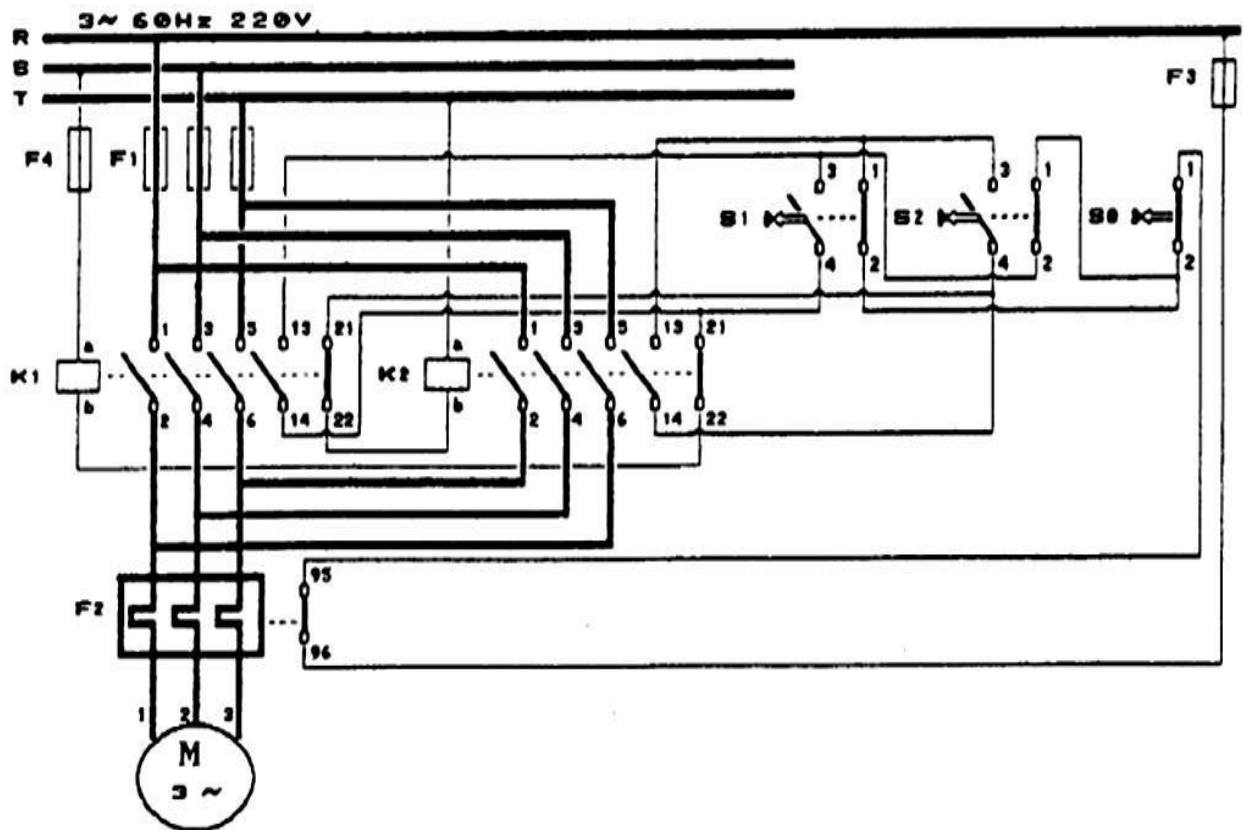 3~ 60Hz 220V
R
S
T
F3
F4 F1
3 1 3 1 1
S1 S2 S0
4 2 4 2 2
1 3 5 13 21 1 3 5 13 21
a a
K1 K2
b b
2 4 6 14 22 2 4 6 14 22
95
F2
96
1 2 3
M
3 ~